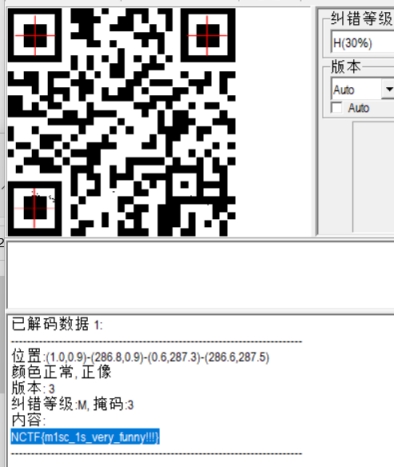 纠错等级
H(30%)
版本
Auto
Auto
已解码数据 1:
位置:(1.0,0.9)-(286.8,0.9)-(0.6,287.3)-(286.6,287.5)
颜色正常, 正像
版本: 3
纠错等级:M, 掩码:3
内容:
NCTF{m1sc_1s_very_funny!!!}